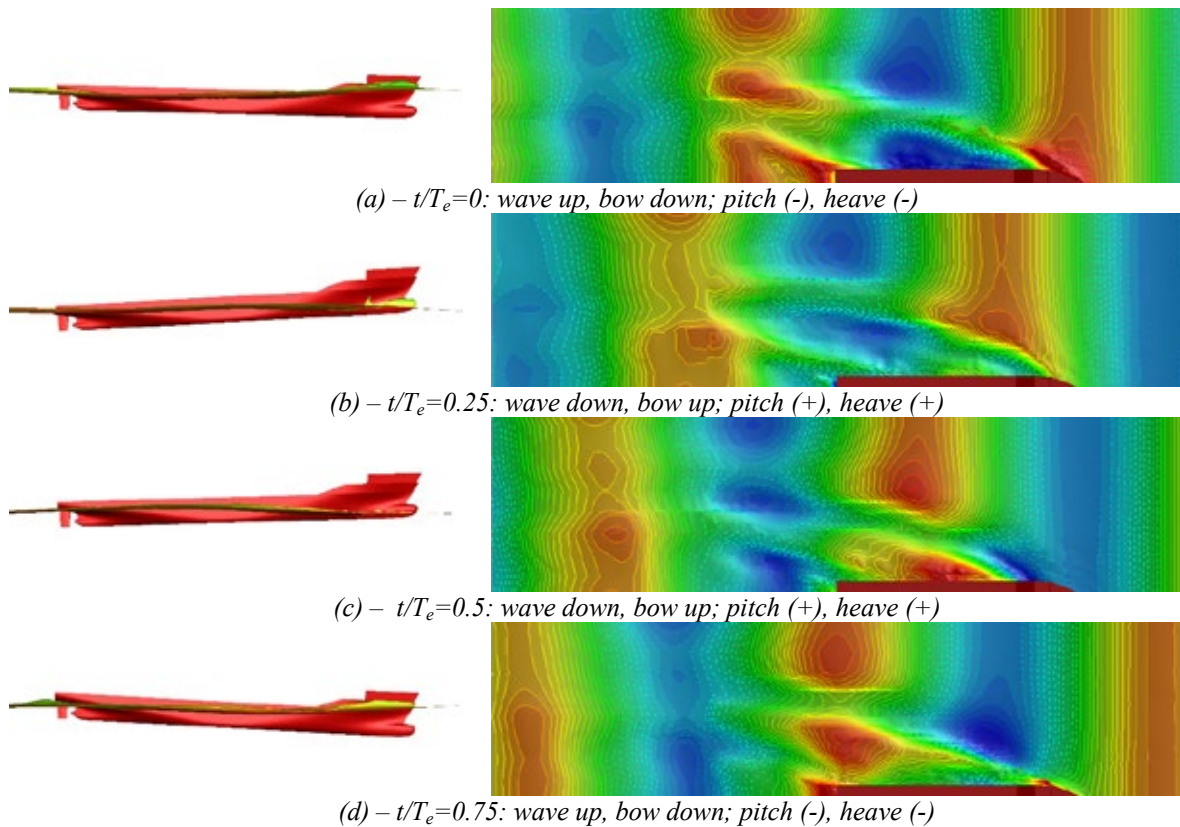 (a) – t/Te=0: wave up, bow down; pitch (-), heave (-)
(b) – t/Te=0.25: wave down, bow up; pitch (+), heave (+)
(c) – t/Te=0.5: wave down, bow up; pitch (+), heave (+)
(d) – t/Te=0.75: wave up, bow down; pitch (-), heave (-)